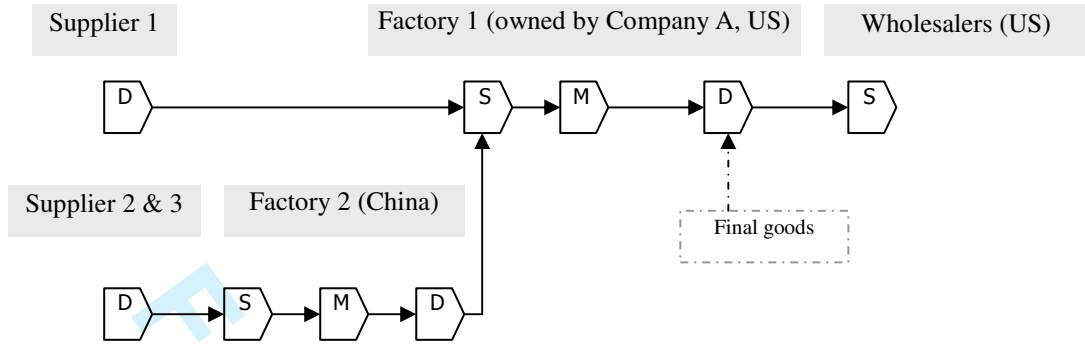 Supplier 1
Factory 1 (owned by Company A, US)
Wholesalers (US)
D
S
M
D
S
Supplier 2 & 3
Factory 2 (China)
Final goods
D
S
M
D
F